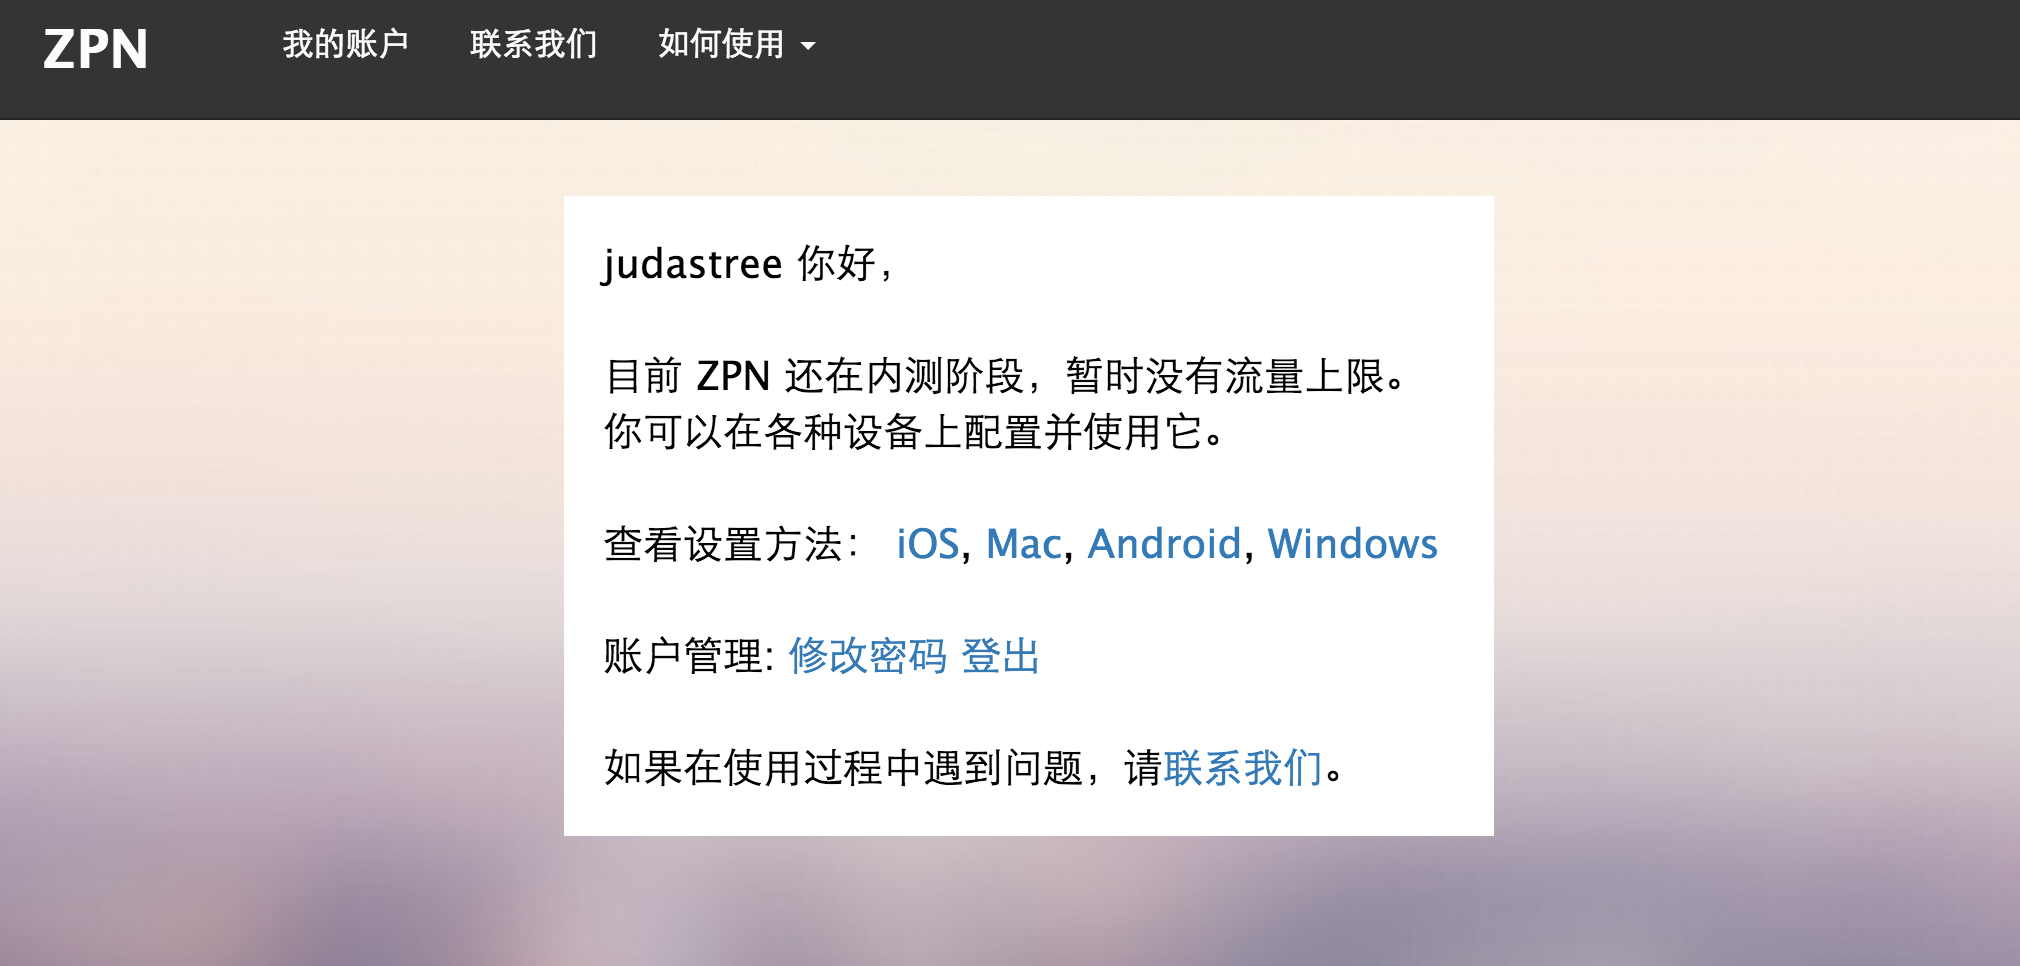 ZPN 我的账户 联系我们 如何使用
judastree 你好，
目前 ZPN 还在内测阶段，暂时没有流量上限。
你可以在各种设备上配置并使用它。
查看设置方法： iOS, Mac, Android, Windows
账户管理: 修改密码 登出
如果在使用过程中遇到问题，请联系我们。